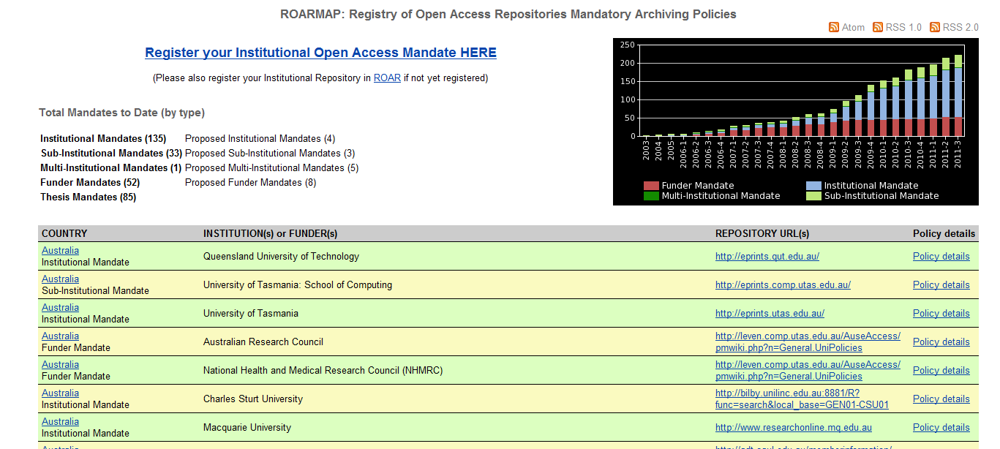 ROARMAP: Registry of Open Access Repositories Mandatory Archiving Policies
Atom RSS 1.0 RSS 2.0
Register your Institutional Open Access Mandate HERE
(Please also register your Institutional Repository in ROAR if not yet registered)
Total Mandates to Date (by type)
Institutional Mandates (135) Proposed Institutional Mandates (4)
Sub-Institutional Mandates (33) Proposed Sub-Institutional Mandates (3)
Multi-Institutional Mandates (1) Proposed Multi-Institutional Mandates (5)
Funder Mandates (52) Proposed Funder Mandates (8)
Thesis Mandates (85)
250
200
150
100
50
0
2003
2004
2005
2006-1
2006-2
2006-3
2006-4
2007-1
2007-2
2007-3
2007-4
2008-1
2008-2
2008-3
2008-4
2009-1
2009-2
2009-3
2009-4
2010-1
2010-2
2010-3
2010-4
2011-1
2011-2
2011-3
Funder Mandate Institutional Mandate
Multi-Institutional Mandate Sub-Institutional Mandate
COUNTRY INSTITUTION(s) or FUNDER(s) REPOSITORY URL(s) Policy details
Australia
Institutional Mandate Queensland University of Technology http://eprints.qut.edu.au/ Policy details
Australia
Sub-Institutional Mandate University of Tasmania: School of Computing http://eprints.comp.utas.edu.au/ Policy details
Australia
Institutional Mandate University of Tasmania http://eprints.utas.edu.au/ Policy details
Australia
Funder Mandate Australian Research Council http://leven.comp.utas.edu.au/AuseAccess/
pmwiki.php?n=General.UniPolicies Policy details
Australia
Funder Mandate National Health and Medical Research Council (NHMRC) http://leven.comp.utas.edu.au/AuseAccess/
pmwiki.php?n=General.UniPolicies Policy details
Australia
Institutional Mandate Charles Sturt University http://bilby.unilinc.edu.au:8881/R?
func=search&local_base=GEN01-CSU01 Policy details
Australia
Institutional Mandate Macquarie University http://www.researchonline.mq.edu.au Policy details